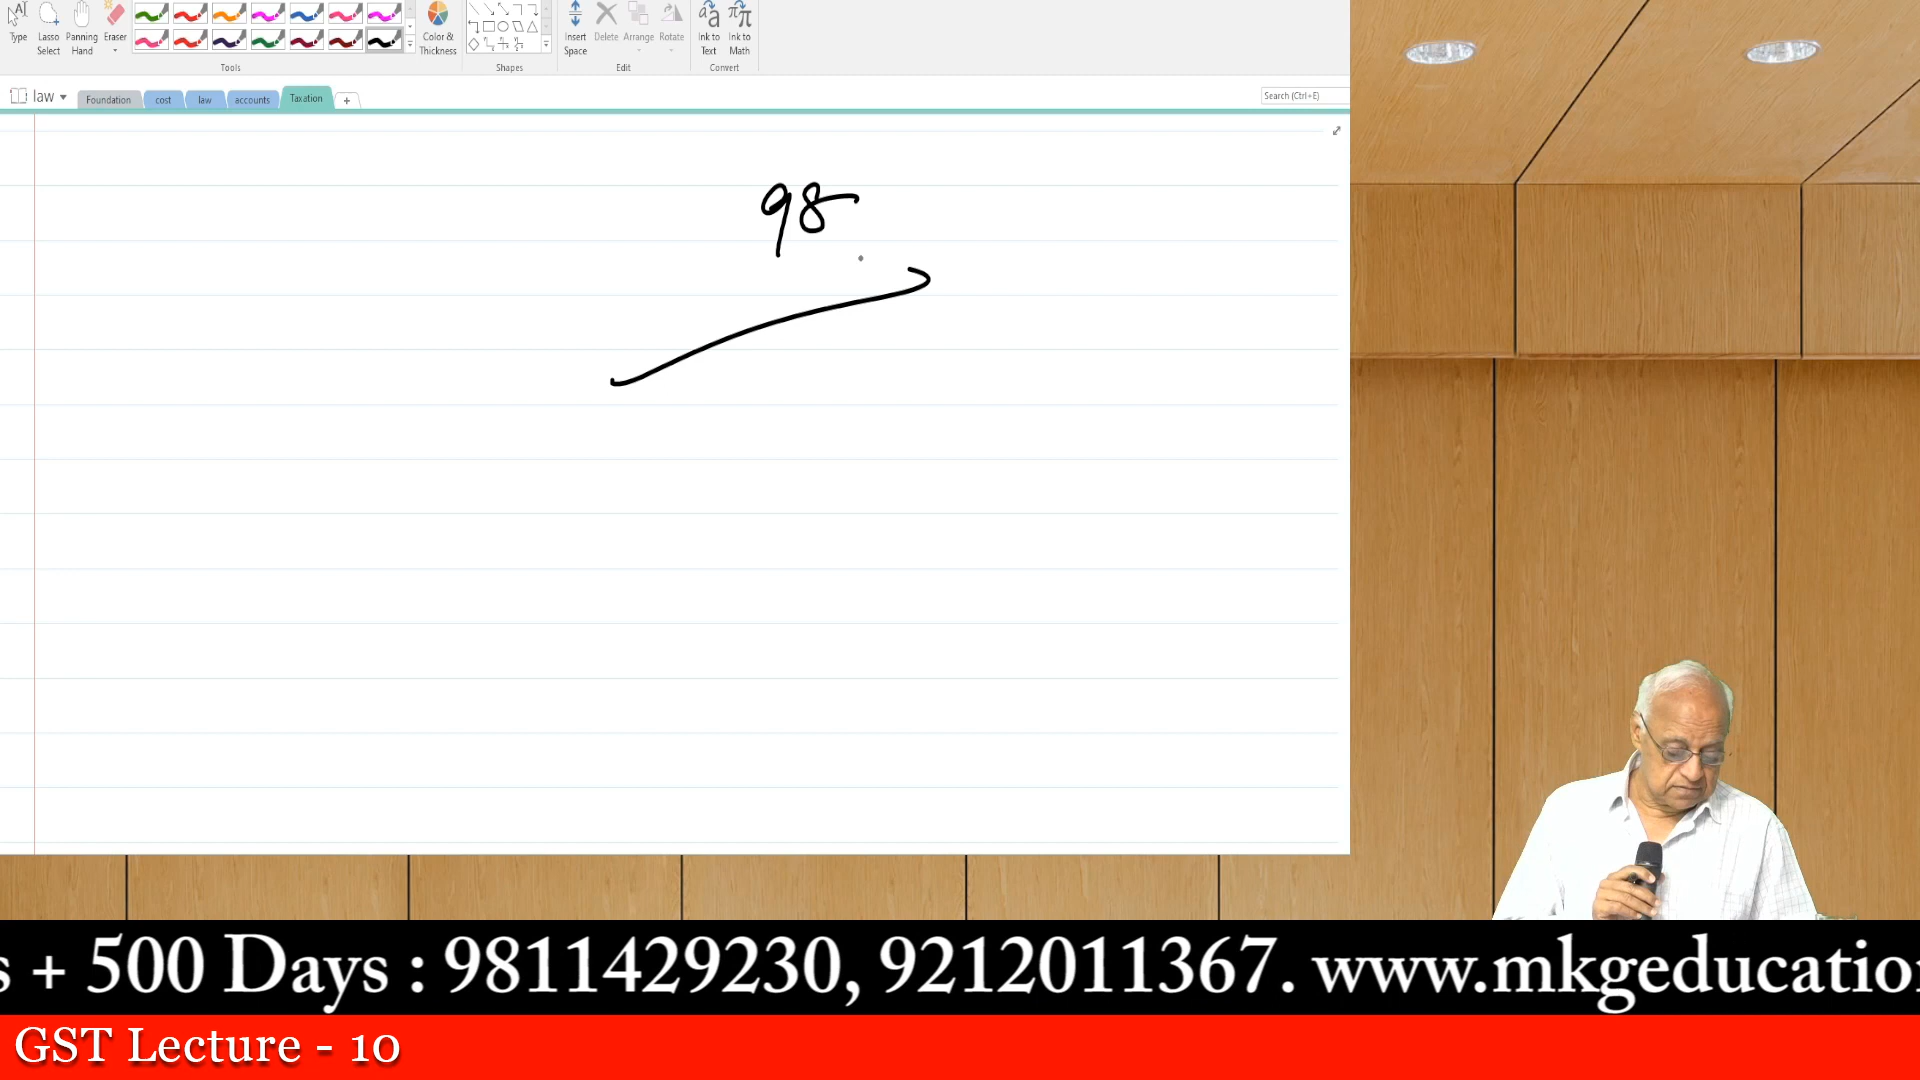 Type
Lasso Select
Panning Hand
Eraser
Color & Thickness
Insert Space
Delete
Arrange
Rotate
Ink to Text
Ink to Math
Tools
Shapes
Edit
Convert
law
Foundation
cost
law
accounts
Taxation
Search (Ctrl+E)
98
s + 500 Days : 9811429230, 9212011367. www.mkgeducation
GST Lecture - 10